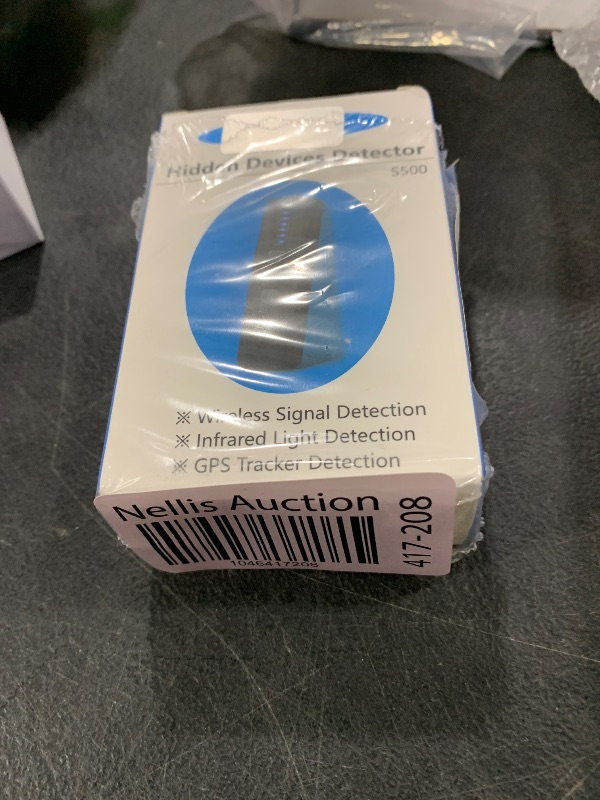 Hidden Devices Detector
S500
※ Wireless Signal Detection
※ Infrared Light Detection
※ GPS Tracker Detection
Nellis Auction
1046417208
417-208